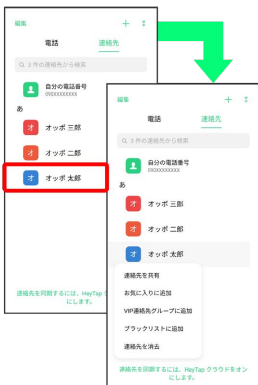 編集
電話 連絡先
3 件の連絡先から検索
自分の電話番号
090XXXXXXXX
あ
オ オッポ 三郎
オ オッポ 二郎
オ オッポ 太郎
連絡先を同期するには、HeyTap ク
にします。
編集
電話 連絡先
3 件の連絡先から検索
自分の電話番号
090XXXXXXXX
あ
オ オッポ 三郎
オ オッポ 二郎
オ オッポ 太郎
連絡先を共有
お気に入りに追加
VIP連絡先グループに追加
ブラックリストに追加
連絡先を消去
連絡先を同期するには、HeyTap クラウドをオン
にします。